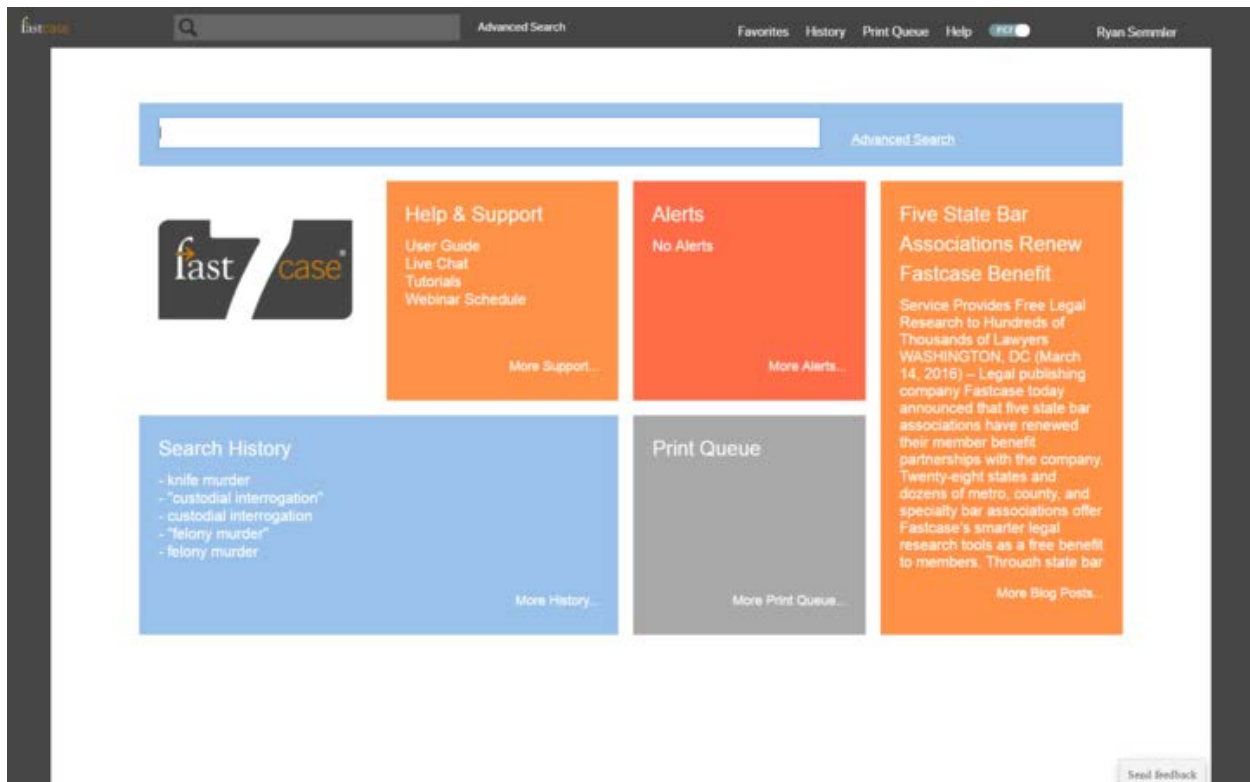 fastcase
Advanced Search
Favorites History Print Queue Help FC7 Ryan Semmler
Advanced Search
fast 7 case®
Help & Support
User Guide
Live Chat
Tutorials
Webinar Schedule
More Support...
Alerts
No Alerts
More Alerts...
Five State Bar
Associations Renew
Fastcase Benefit
Service Provides Free Legal
Research to Hundreds of
Thousands of Lawyers
WASHINGTON, DC (March
14, 2016) – Legal publishing
company Fastcase today
announced that five state bar
associations have renewed
their member benefit
partnerships with the company.
Twenty-eight states and
dozens of metro, county, and
specialty bar associations offer
Fastcase's smarter legal
research tools as a free benefit
to members. Through state bar
More Blog Posts...
Search History
- knife murder
- "custodial interrogation"
- custodial interrogation
- "felony murder"
- felony murder
More History...
Print Queue
More Print Queue...
Send feedback